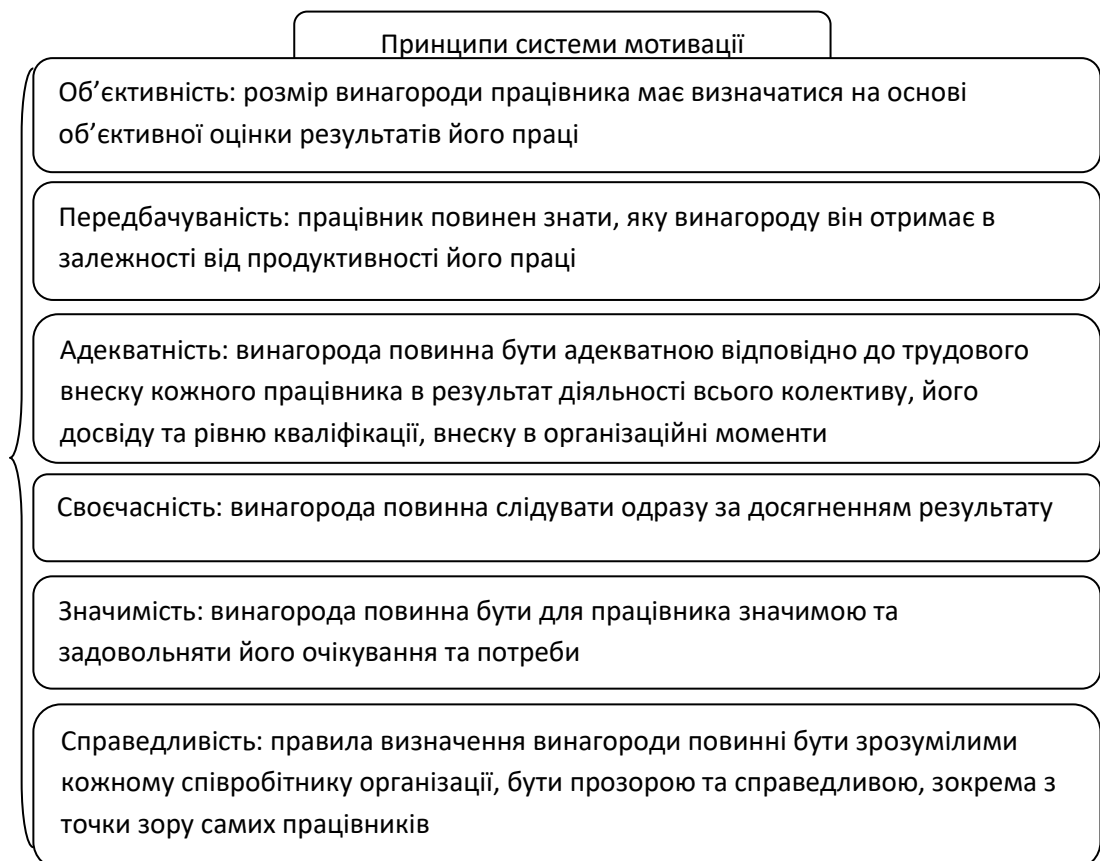 Принципи системи мотивації
Об’єктивність: розмір винагороди працівника має визначатися на основі
об’єктивної оцінки результатів його праці
Передбачуваність: працівник повинен знати, яку винагороду він отримає в
залежності від продуктивності його праці
Адекватність: винагорода повинна бути адекватною відповідно до трудового
внеску кожного працівника в результат діяльності всього колективу, його
досвіду та рівню кваліфікації, внеску в організаційні моменти
Своєчасність: винагорода повинна слідувати одразу за досягненням результату
Значимість: винагорода повинна бути для працівника значимою та
задовольняти його очікування та потреби
Справедливість: правила визначення винагороди повинні бути зрозумілими
кожному співробітнику організації, бути прозорою та справедливою, зокрема з
точки зору самих працівників